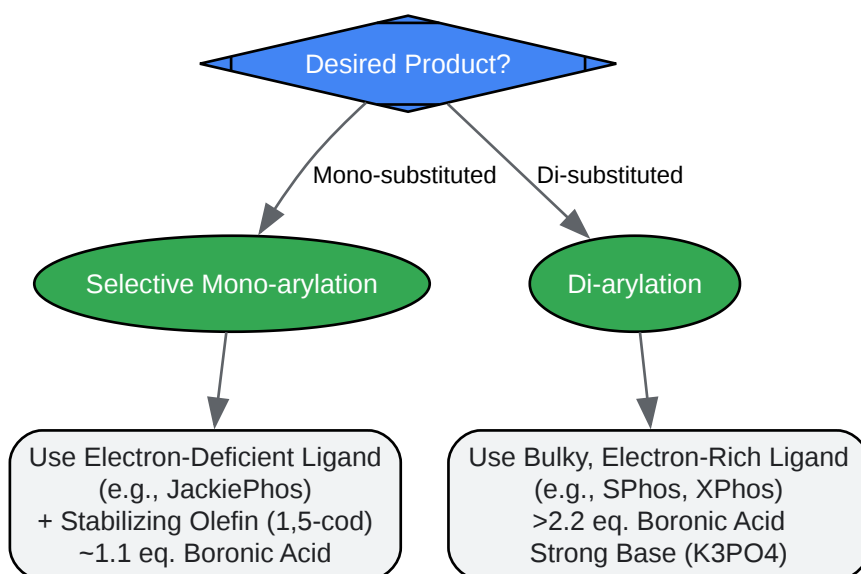 Desired Product?
Mono-substituted
Di-substituted
Selective Mono-arylation
Di-arylation
Use Electron-Deficient Ligand
(e.g., JackiePhos)
+ Stabilizing Olefin (1,5-cod)
~1.1 eq. Boronic Acid
Use Bulky, Electron-Rich Ligand
(e.g., SPhos, XPhos)
>2.2 eq. Boronic Acid
Strong Base (K3PO4)